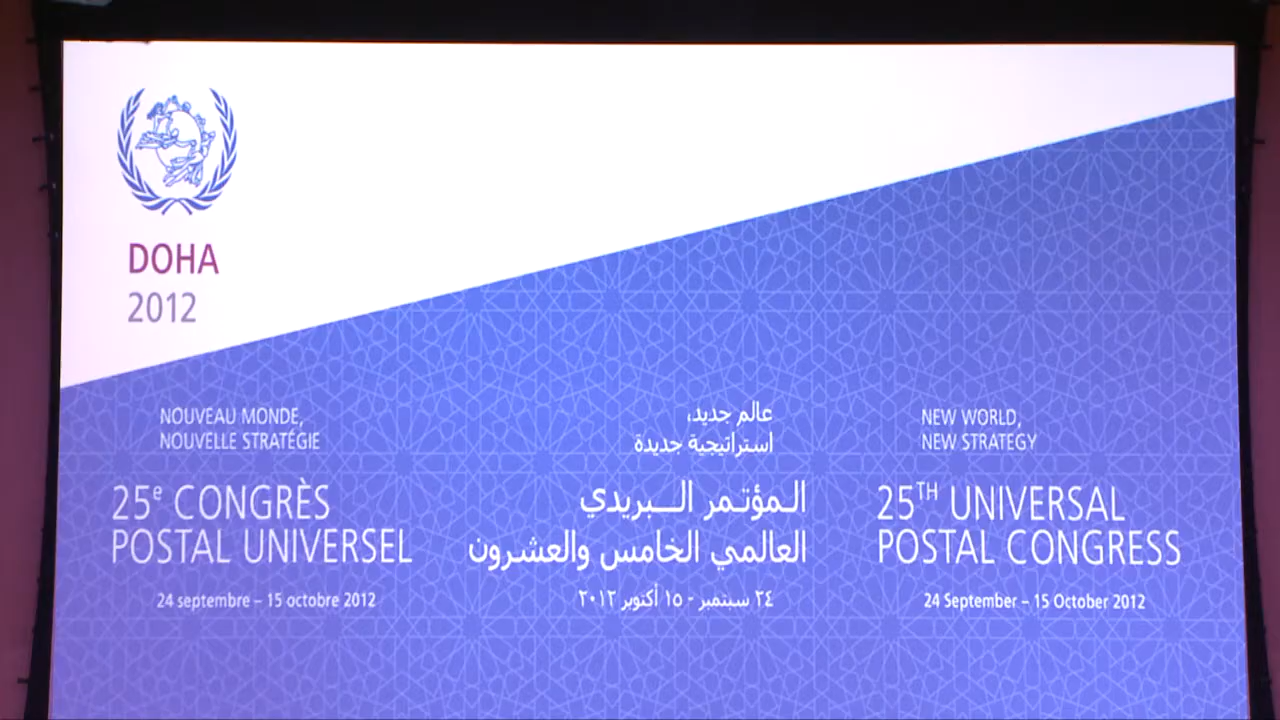 DOHA
2012
NOUVEAU MONDE,
NOUVELLE STRATÉGIE
25e CONGRÈS
POSTAL UNIVERSEL
24 septembre – 15 octobre 2012
عالم جديد،
استراتيجية جديدة
المؤتمر الـبريدي
العالمي الخامس والعشرون
٢٤ سبتمبر - ١٥ أكتوبر ٢٠١٢
NEW WORLD,
NEW STRATEGY
25TH UNIVERSAL
POSTAL CONGRESS
24 September – 15 October 2012